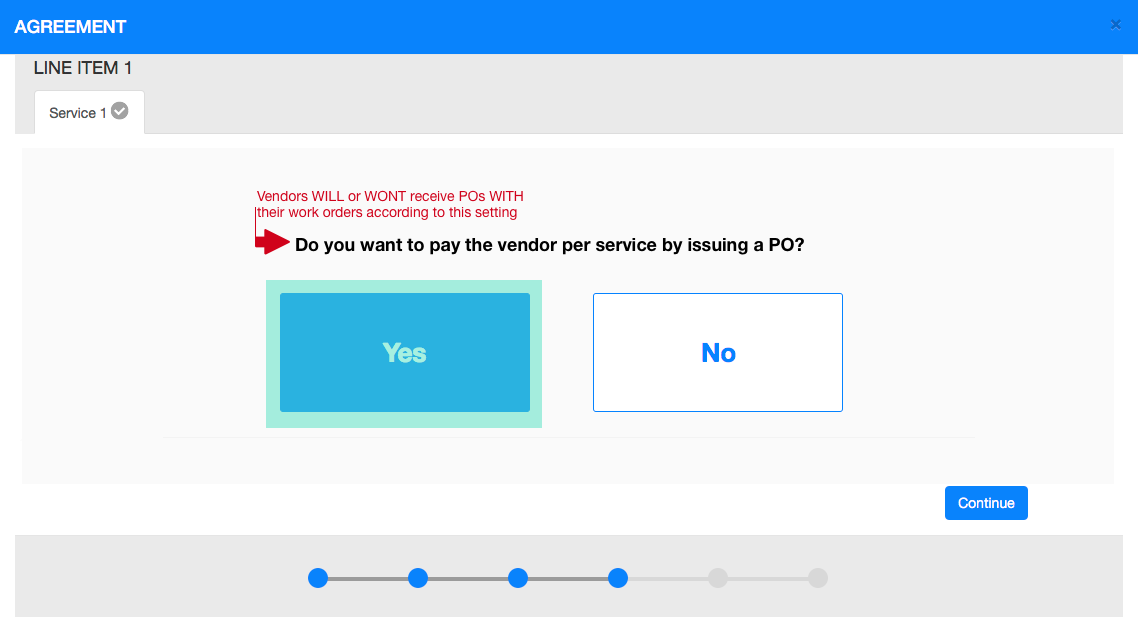 AGREEMENT
×
LINE ITEM 1
Service 1
Vendors WILL or WONT receive POs WITH
their work orders according to this setting
Do you want to pay the vendor per service by issuing a PO?
Yes
No
Continue